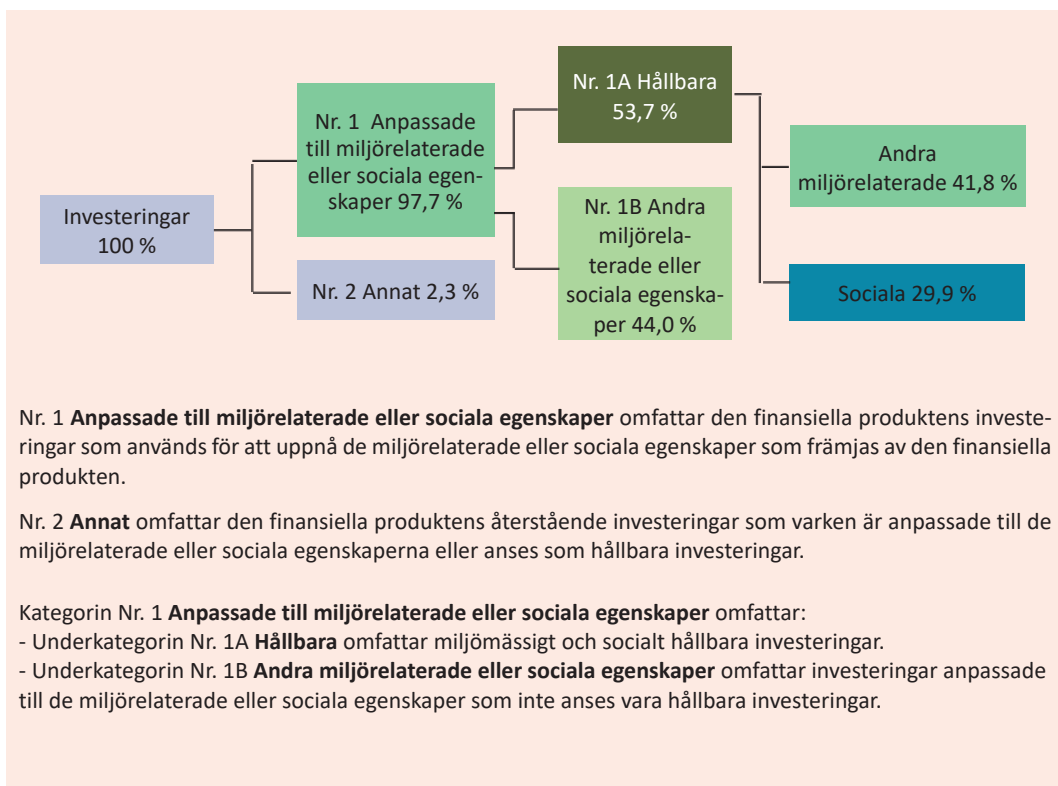 Investeringar
100 %
Nr. 1 Anpassade
till miljörelaterade
eller sociala egen-
skaper 97,7 %
Nr. 2 Annat 2,3 %
Nr. 1A Hållbara
53,7 %
Nr. 1B Andra
miljörela-
terade eller
sociala egenska-
per 44,0 %
Andra
miljörelaterade 41,8 %
Sociala 29,9 %
Nr. 1 Anpassade till miljörelaterade eller sociala egenskaper omfattar den finansiella produktens investe-
ringar som används för att uppnå de miljörelaterade eller sociala egenskaper som främjas av den finansiella
produkten.
Nr. 2 Annat omfattar den finansiella produktens återstående investeringar som varken är anpassade till de
miljörelaterade eller sociala egenskaperna eller anses som hållbara investeringar.
Kategorin Nr. 1 Anpassade till miljörelaterade eller sociala egenskaper omfattar:
- Underkategorin Nr. 1A Hållbara omfattar miljömässigt och socialt hållbara investeringar.
- Underkategorin Nr. 1B Andra miljörelaterade eller sociala egenskaper omfattar investeringar anpassade
till de miljörelaterade eller sociala egenskaper som inte anses vara hållbara investeringar.